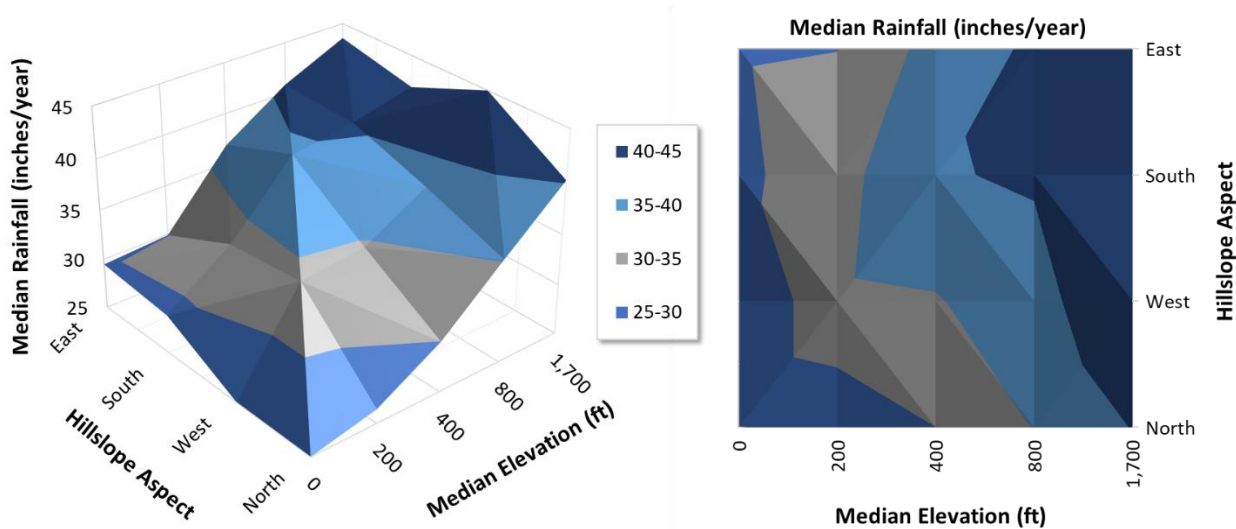 Median Rainfall (inches/year)
45
40
35
30
25
East
South
West
North
Hillslope Aspect
0
200
400
800
1,700
Median Elevation (ft)
40-45
35-40
30-35
25-30
Median Rainfall (inches/year)
East
South
West
North
Hillslope Aspect
0
200
400
800
1,700
Median Elevation (ft)